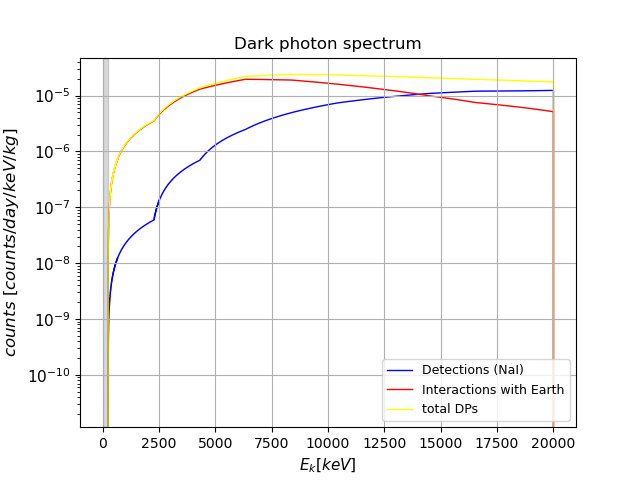 Dark photon spectrum
counts [counts/day/keV/kg]
10⁻⁵
10⁻⁶
10⁻⁷
10⁻⁸
10⁻⁹
10⁻¹⁰
Detections (NaI)
Interactions with Earth
total DPs
0 2500 5000 7500 10000 12500 15000 17500 20000
Eₖ[keV]